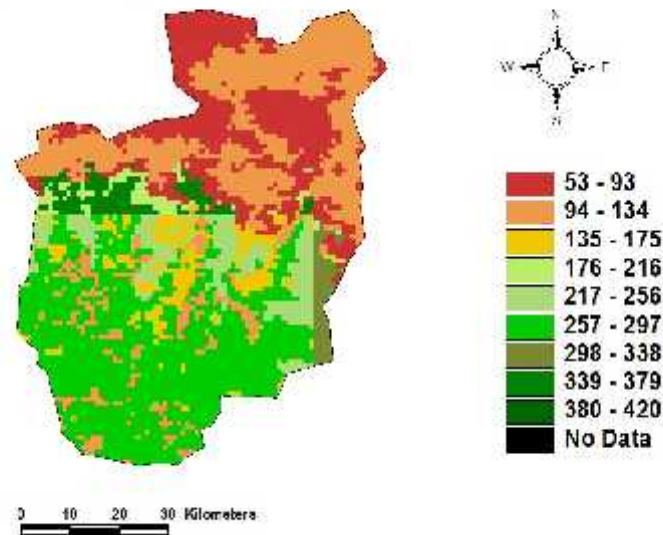 N
W
E
S
53 - 93
94 - 134
135 - 175
176 - 216
217 - 256
257 - 297
298 - 338
339 - 379
380 - 420
No Data
0 10 20 30 Kilometers